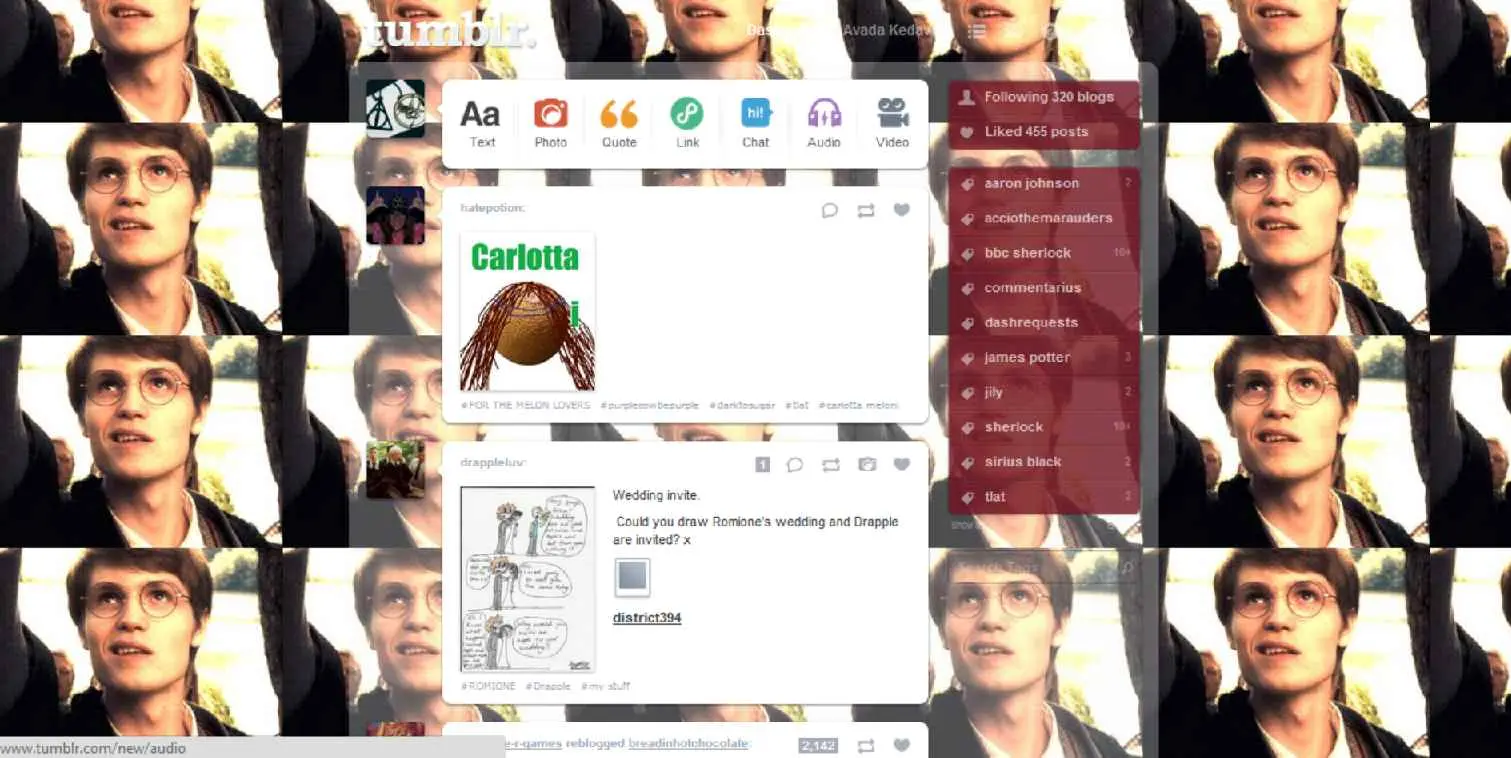 tumblr.
Avada Kedav
Aa
hi!
Text
Photo
Quote
Link
Chat
Audio
Video
Following 320 blogs
Liked 455 posts
aaron johnson 2
acciothemarauders
bbc sherlock 10+
commentarius
dashrequests
james potter 3
jily 2
sherlock 10+
sirius black 2
tlat 2
hatepotion:
Carlotta
i
#FOR THE MELON LOVERS #purplecowbepurple #darktosugar #tlat #carlotta meloni
drappleluv:
1
Wedding invite.
Could you draw Romione's wedding and Drapple
are invited? x
district394
#ROMIONE #Drapple #my stuff
e-r-games reblogged breadinhotchocolate:
2,142
www.tumblr.com/new/audio